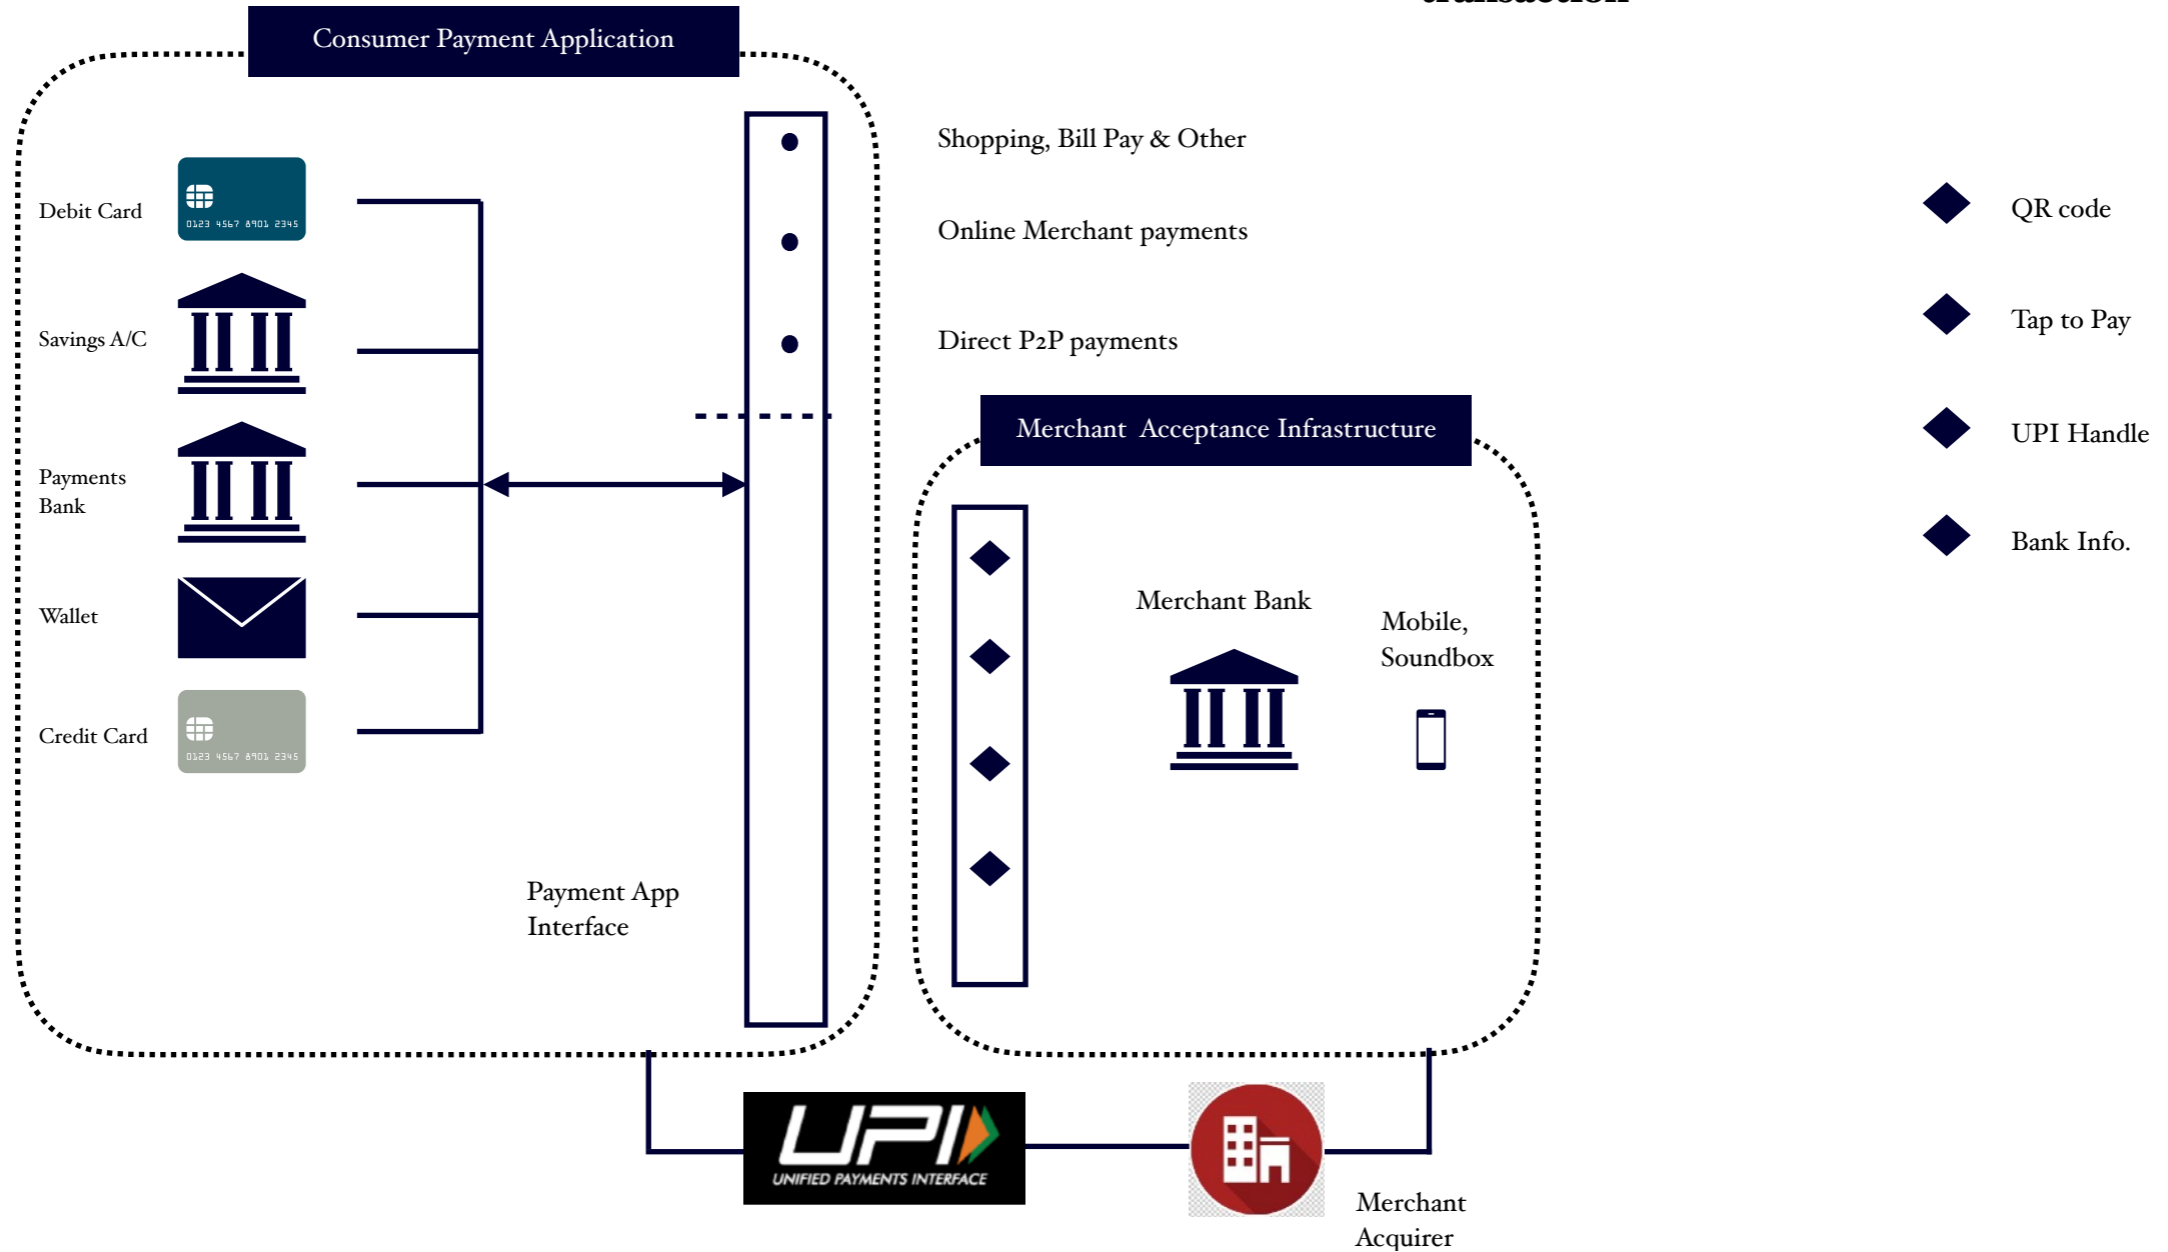 transaction
Consumer Payment Application
Debit Card
0123 4567 8901 2345
Savings A/C
Payments
Bank
Wallet
Credit Card
0123 4567 8901 2345
Payment App
Interface
Shopping, Bill Pay & Other
Online Merchant payments
Direct P2P payments
Merchant Acceptance Infrastructure
Merchant Bank
Mobile,
Soundbox
QR code
Tap to Pay
UPI Handle
Bank Info.
UPI
UNIFIED PAYMENTS INTERFACE
Merchant
Acquirer